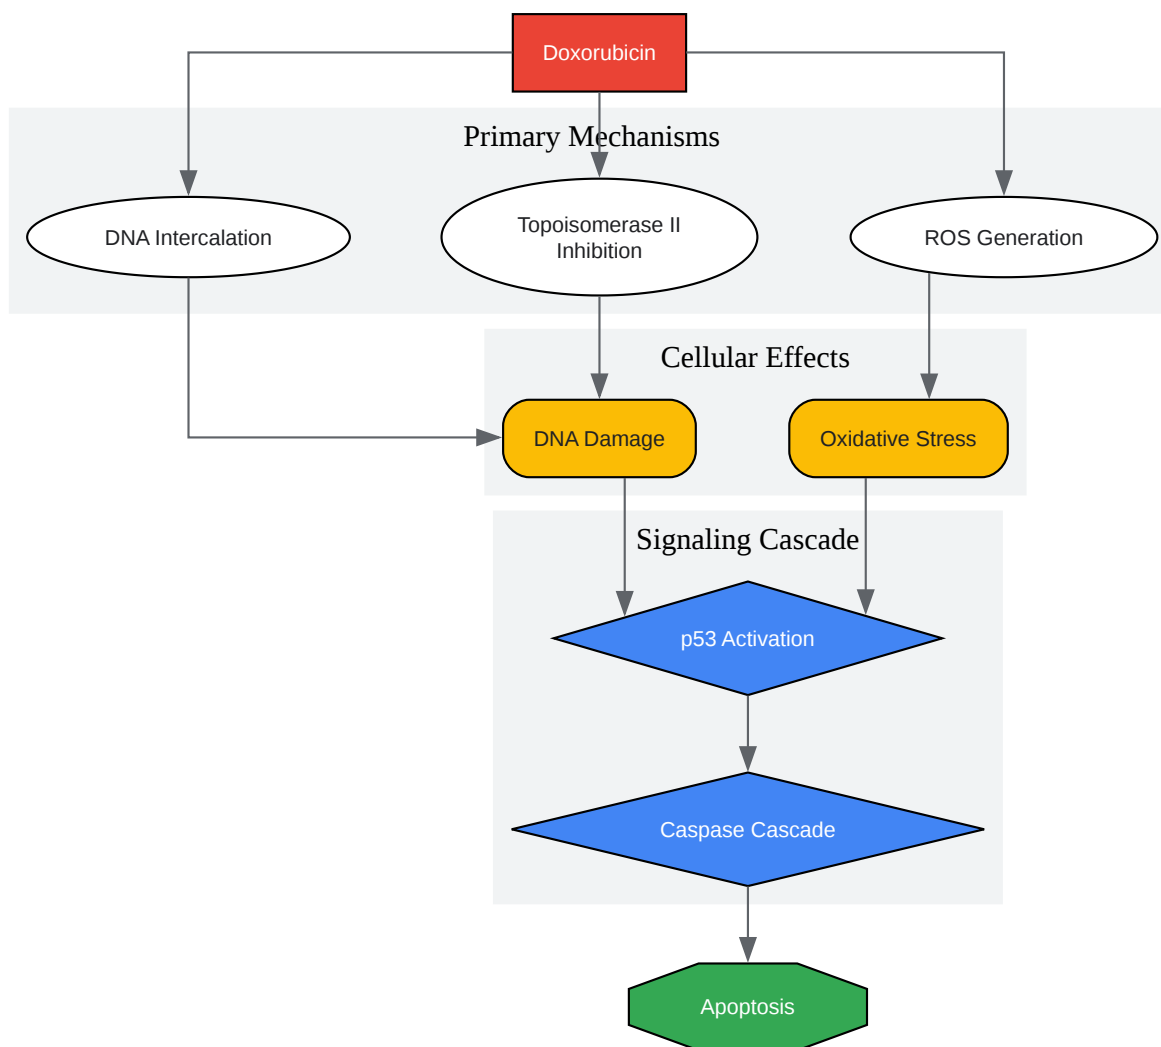 Doxorubicin
Primary Mechanisms
DNA Intercalation
Topoisomerase II
Inhibition
ROS Generation
Cellular Effects
DNA Damage
Oxidative Stress
Signaling Cascade
p53 Activation
Caspase Cascade
Apoptosis